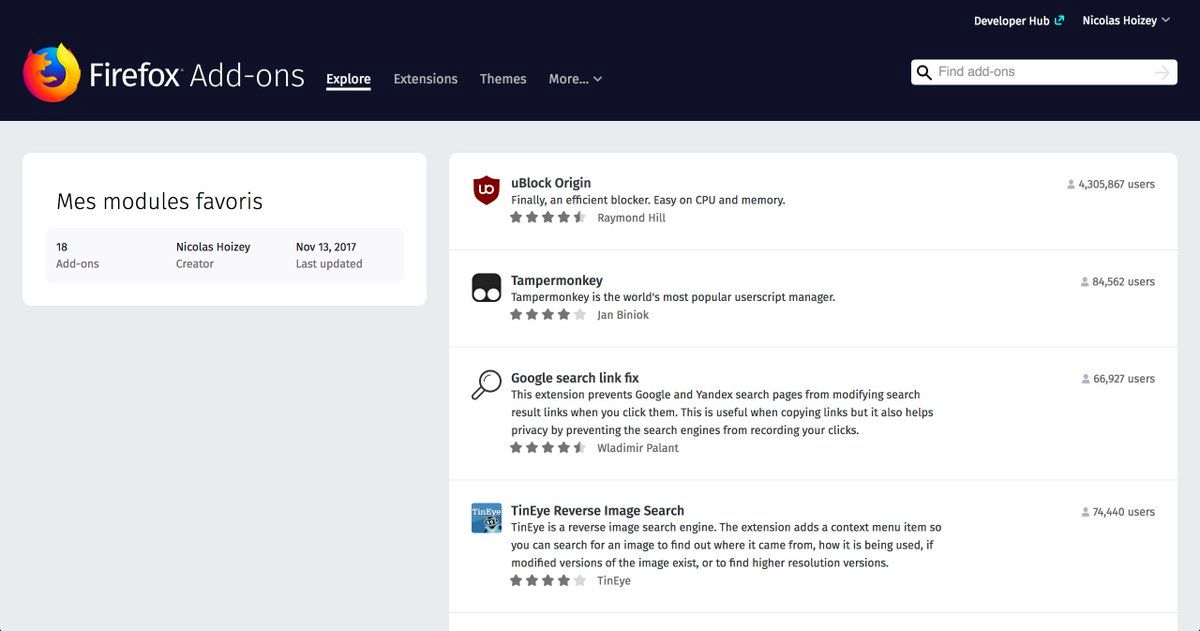 Developer Hub Nicolas Hoizey
Firefox Add-ons Explore Extensions Themes More... Find add-ons
Mes modules favoris
18 Nicolas Hoizey Nov 13, 2017
Add-ons Creator Last updated
uBlock Origin 4,305,867 users
Finally, an efficient blocker. Easy on CPU and memory.
Raymond Hill
Tampermonkey 84,562 users
Tampermonkey is the world's most popular userscript manager.
Jan Biniok
Google search link fix 66,927 users
This extension prevents Google and Yandex search pages from modifying search
result links when you click them. This is useful when copying links but it also helps
privacy by preventing the search engines from recording your clicks.
Wladimir Palant
TinEye
TinEye Reverse Image Search 74,440 users
TinEye is a reverse image search engine. The extension adds a context menu item so
you can search for an image to find out where it came from, how it is being used, if
modified versions of the image exist, or to find higher resolution versions.
TinEye